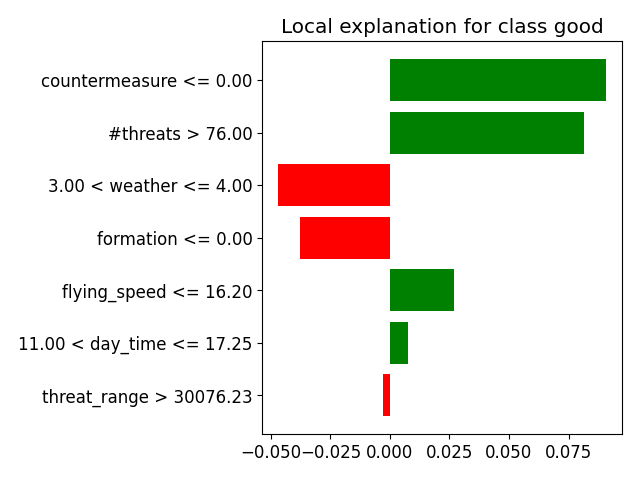 Local explanation for class good
countermeasure <= 0.00
#threats > 76.00
3.00 < weather <= 4.00
formation <= 0.00
flying_speed <= 16.20
11.00 < day_time <= 17.25
threat_range > 30076.23
−0.050 −0.025 0.000 0.025 0.050 0.075